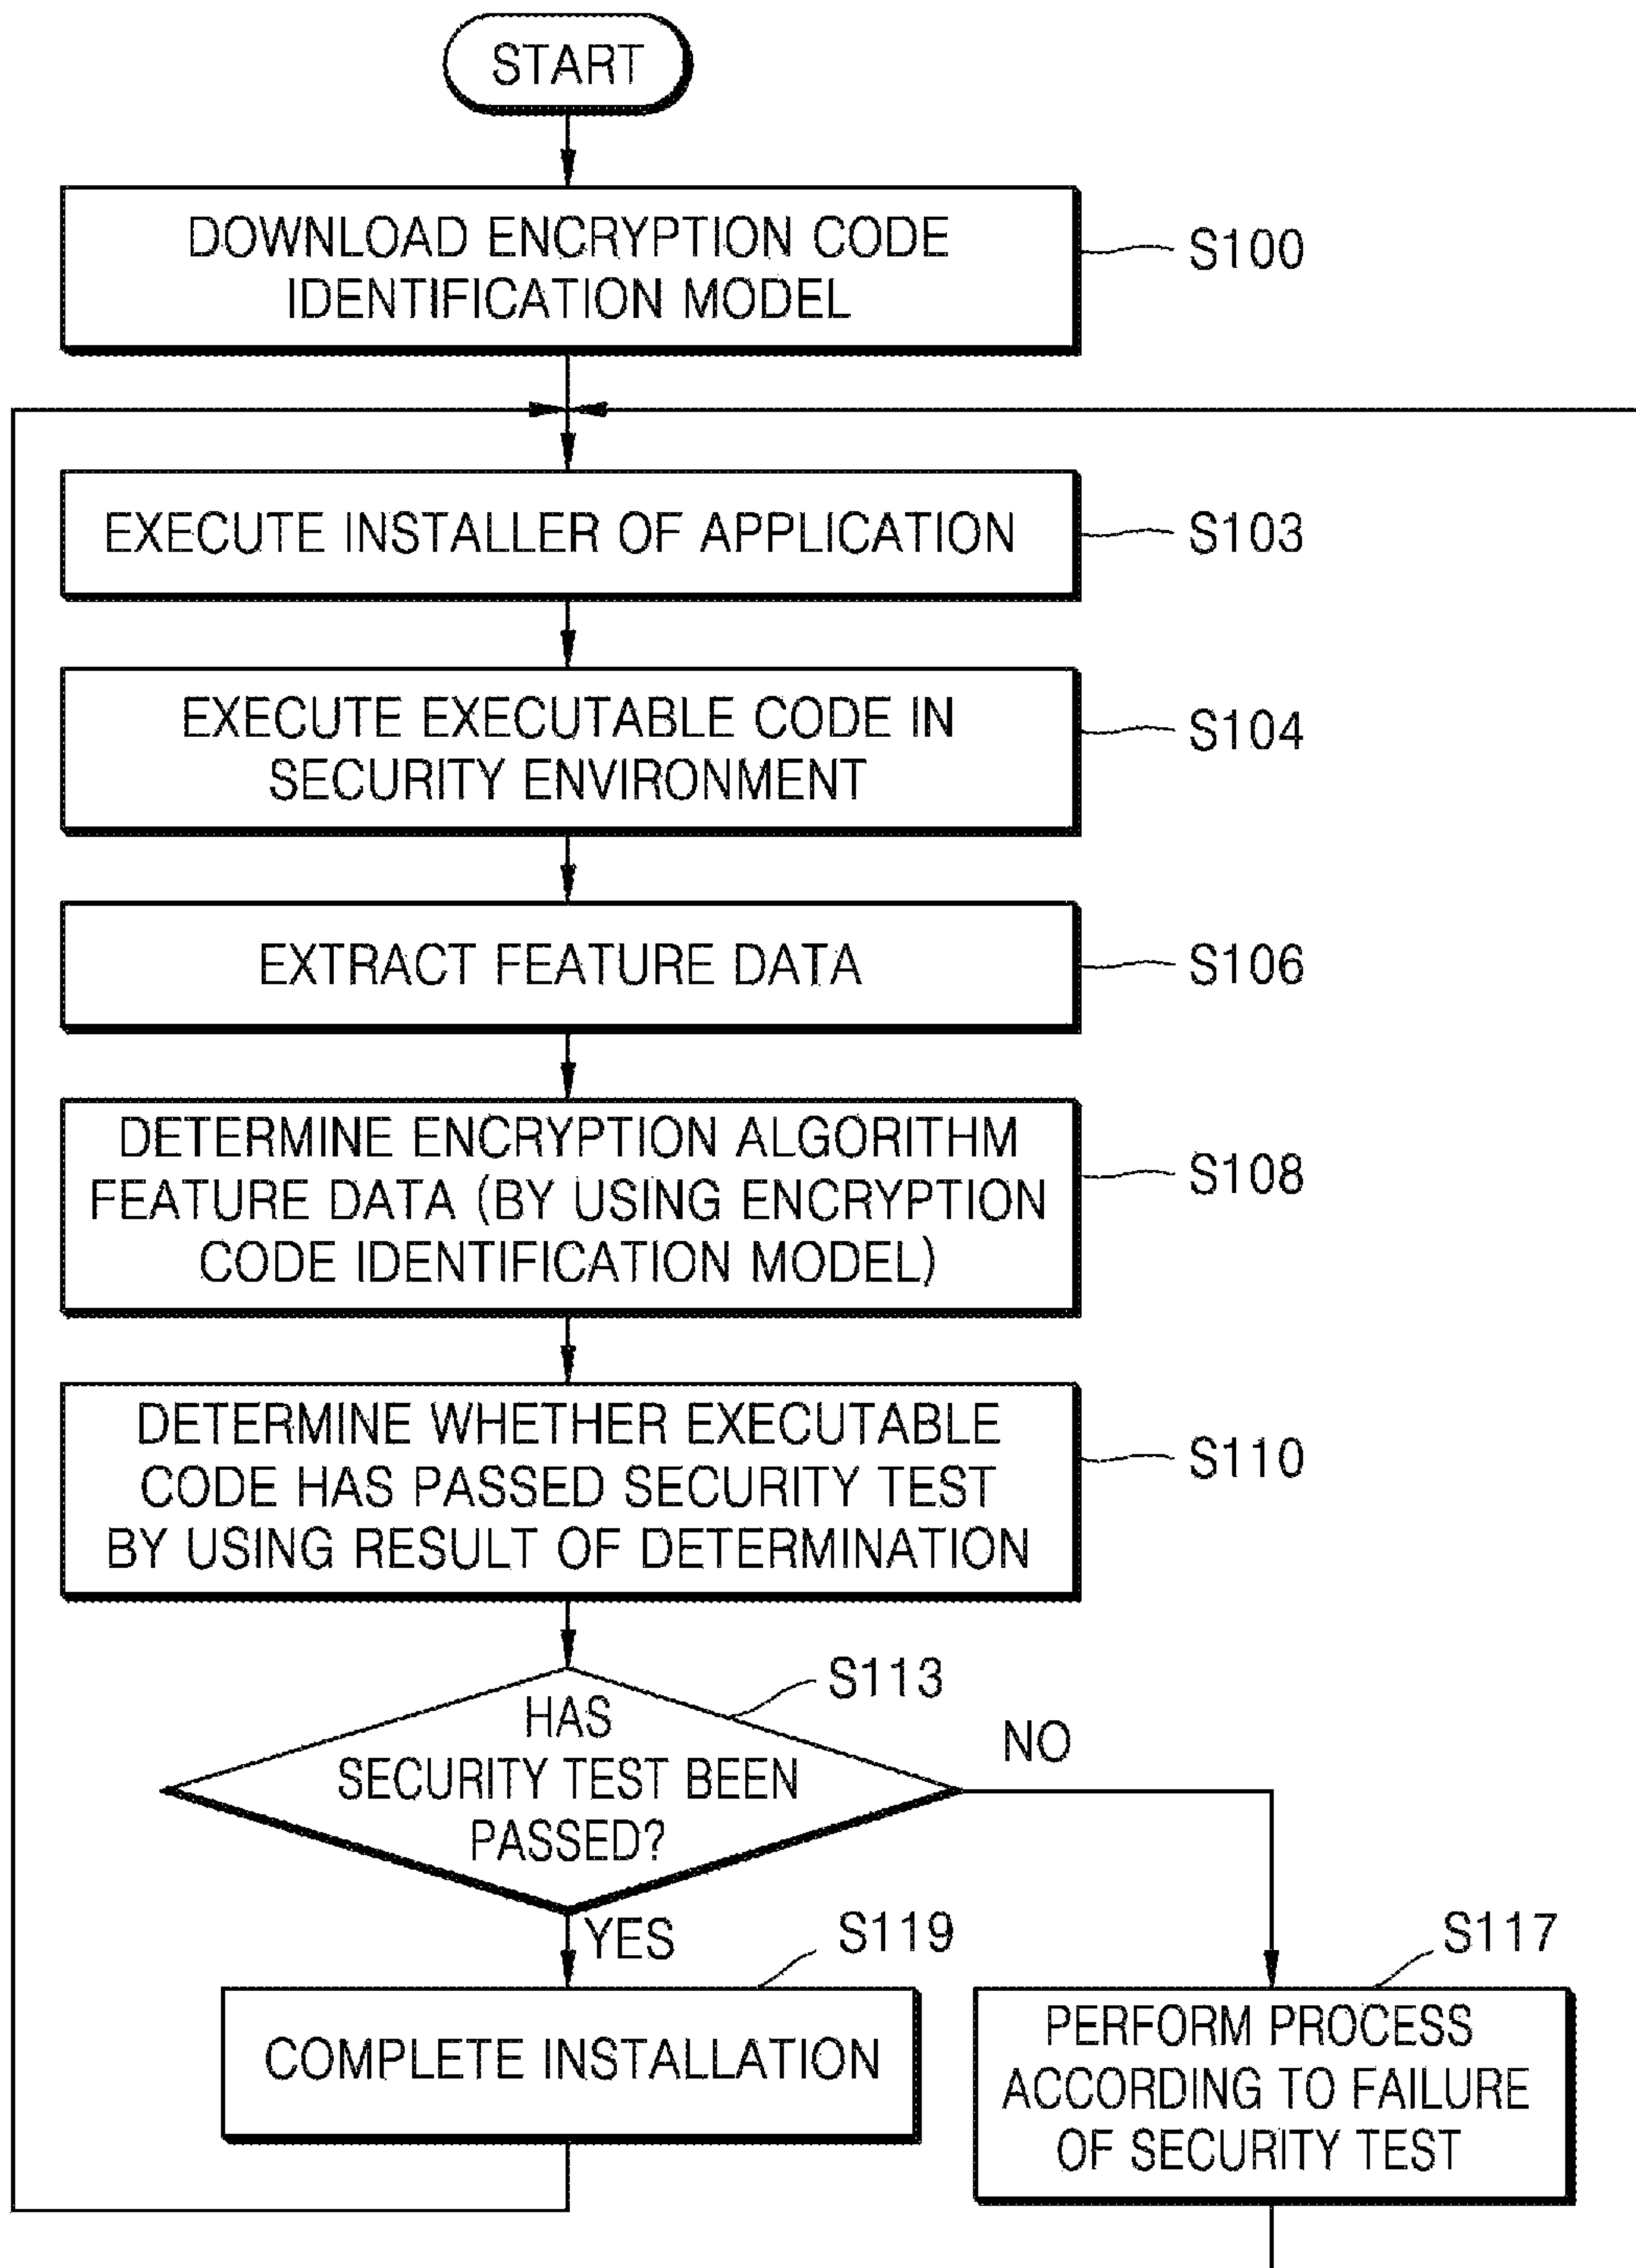 START
DOWNLOAD ENCRYPTION CODE
IDENTIFICATION MODEL
S100
EXECUTE INSTALLER OF APPLICATION
S103
EXECUTE EXECUTABLE CODE IN
SECURITY ENVIRONMENT
S104
EXTRACT FEATURE DATA
S106
DETERMINE ENCRYPTION ALGORITHM
FEATURE DATA (BY USING ENCRYPTION
CODE IDENTIFICATION MODEL)
S108
DETERMINE WHETHER EXECUTABLE
CODE HAS PASSED SECURITY TEST
BY USING RESULT OF DETERMINATION
S110
S113
HAS
SECURITY TEST BEEN
PASSED?
NO
YES
S119
COMPLETE INSTALLATION
S117
PERFORM PROCESS
ACCORDING TO FAILURE
OF SECURITY TEST